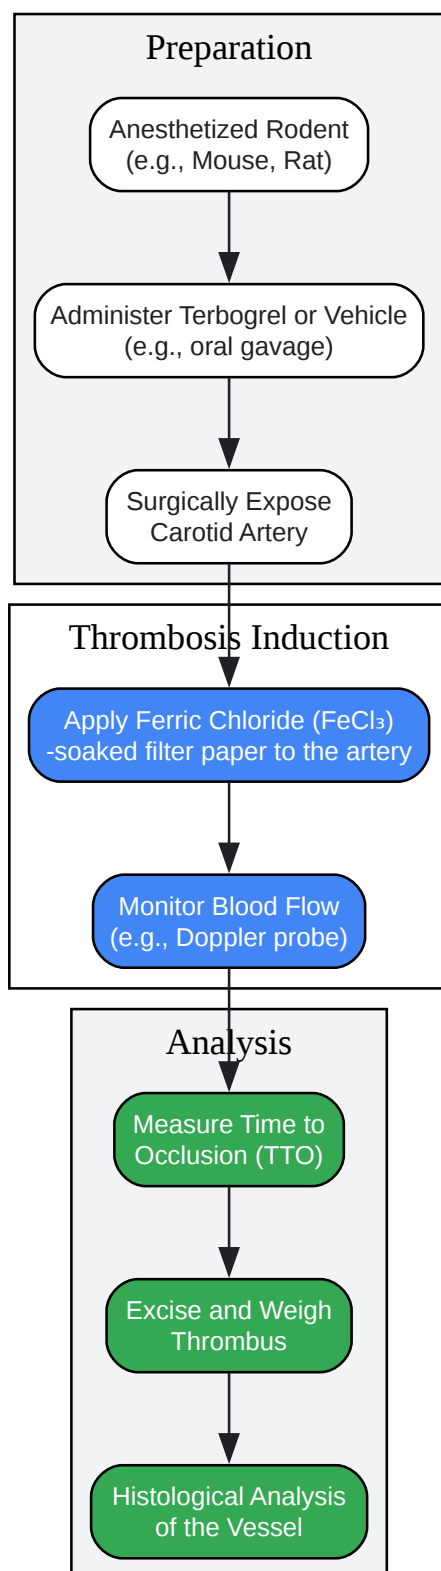 Preparation
Anesthetized Rodent
(e.g., Mouse, Rat)
Administer Terbogrel or Vehicle
(e.g., oral gavage)
Surgically Expose
Carotid Artery
Thrombosis Induction
Apply Ferric Chloride (FeCl₃)
-soaked filter paper to the artery
Monitor Blood Flow
(e.g., Doppler probe)
Analysis
Measure Time to
Occlusion (TTO)
Excise and Weigh
Thrombus
Histological Analysis
of the Vessel